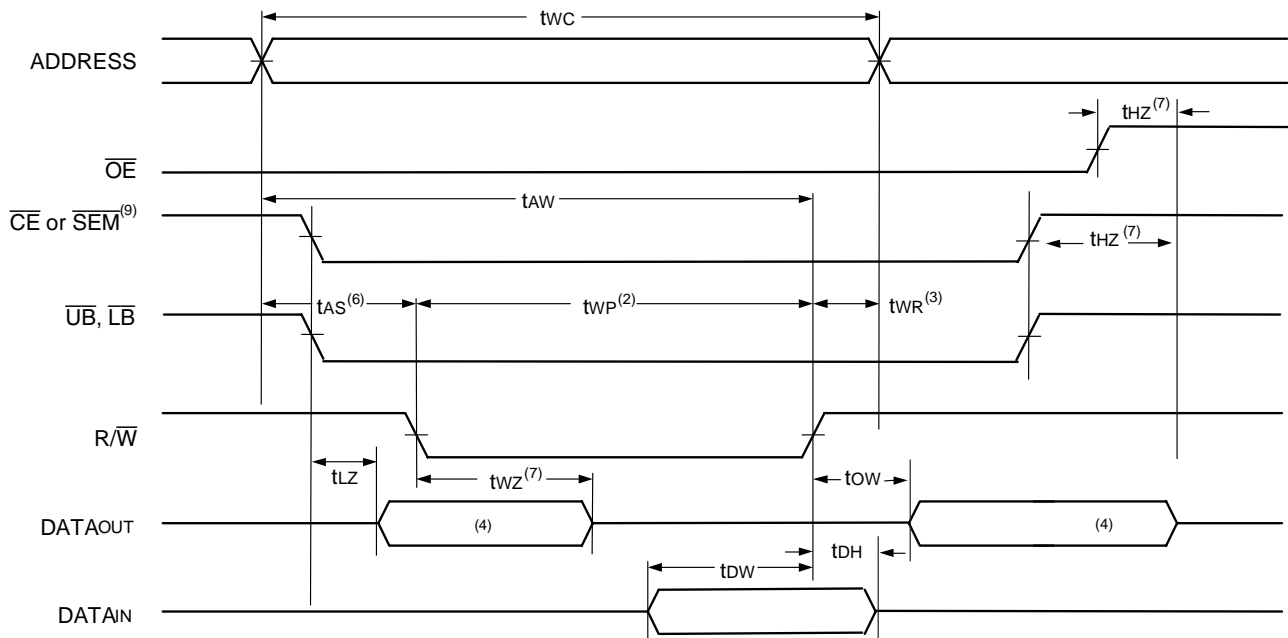 tWC
ADDRESS
tHZ(7)
OE
tAW
CE or SEM(9)
tHZ(7)
tAS(6) tWP(2) tWR(3)
UB, LB
R/W
tLZ tWZ(7) tOW
DATAOUT (4) (4)
tDH
tDW
DATAIN